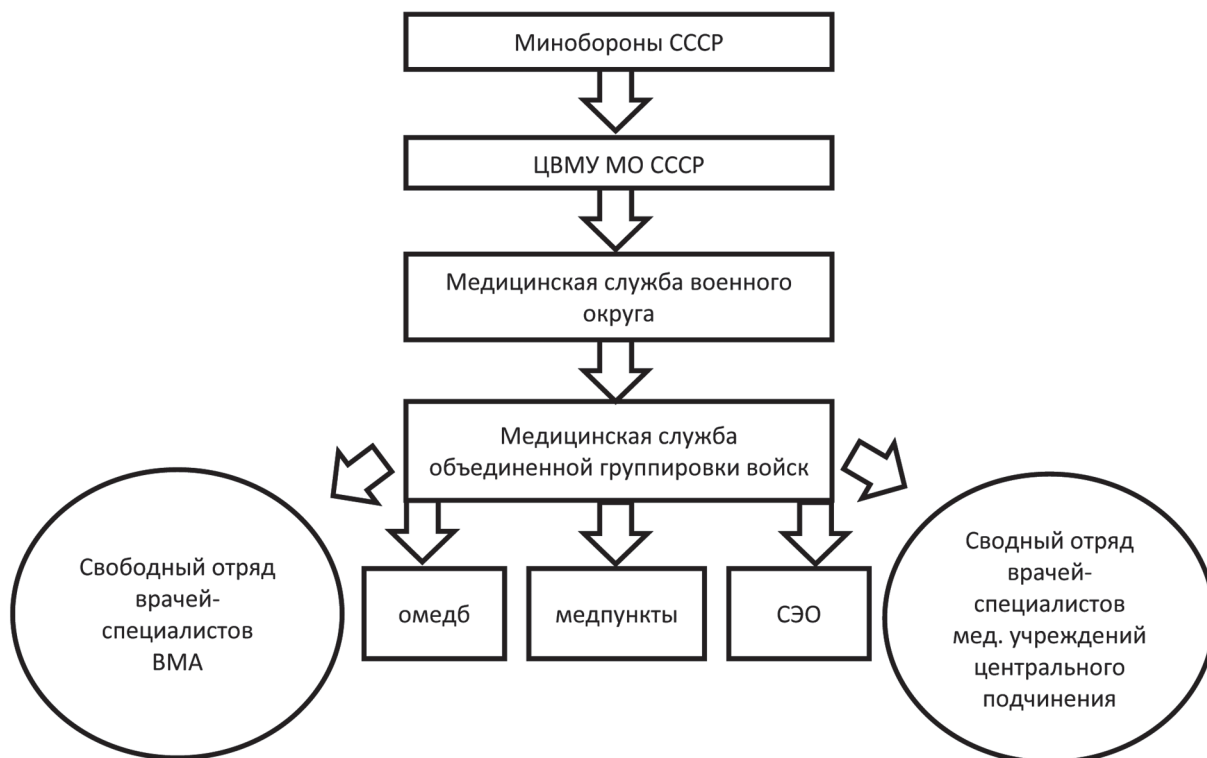 Минобороны СССР
ЦВМУ МО СССР
Медицинская служба военного
округа
Медицинская служба
объединенной группировки войск
Свободный отряд
врачей-
специалистов
ВМА
омедб
медпункты
СЭО
Сводный отряд
врачей-
специалистов
мед. учреждений
центрального
подчинения